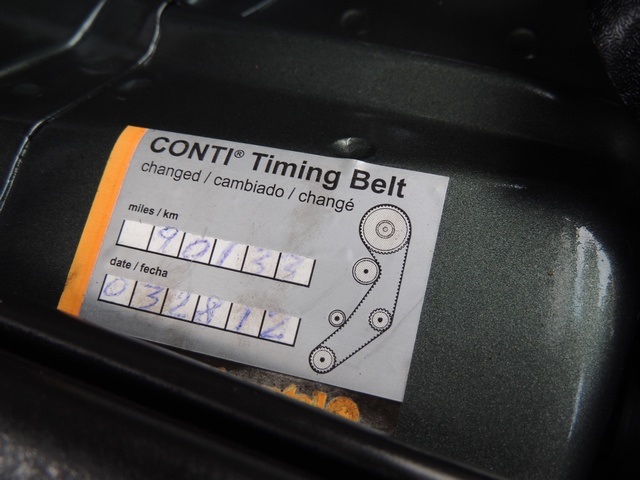 CONTI® Timing Belt
changed / cambiado / changé
miles / km
90133
date / fecha
032812